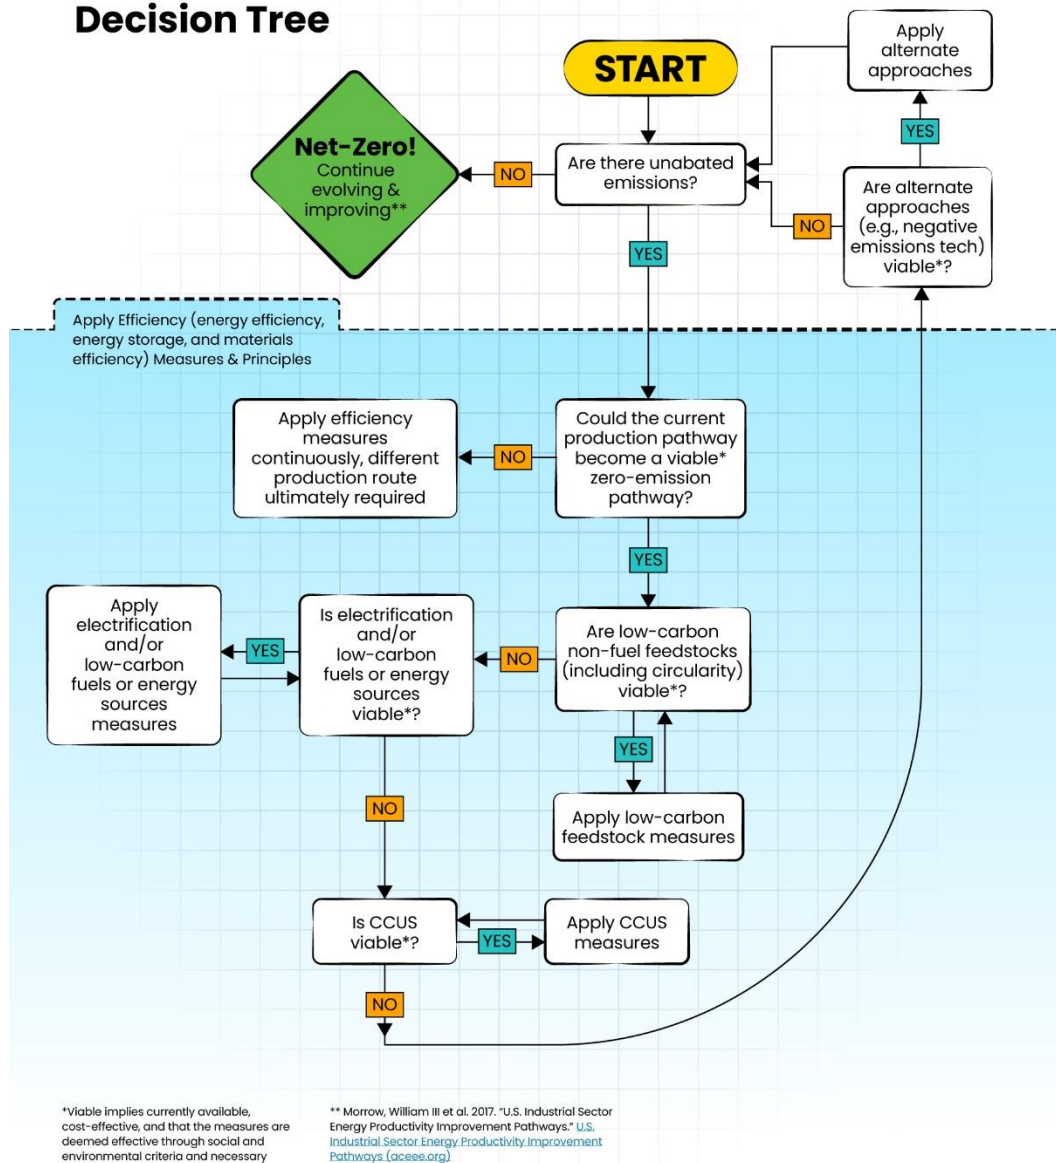 Decision Tree
START
Apply
alternate
approaches
YES
Net-Zero!
Continue
evolving &
improving**
NO
Are there unabated
emissions?
Are alternate
approaches
(e.g., negative
emissions tech)
viable*?
NO
YES
Apply Efficiency (energy efficiency,
energy storage, and materials
efficiency) Measures & Principles
Apply efficiency
measures
continuously, different
production route
ultimately required
NO
Could the current
production pathway
become a viable*
zero-emission
pathway?
YES
Apply
electrification
and/or
low-carbon
fuels or energy
sources
measures
YES
Is electrification
and/or
low-carbon
fuels or energy
sources
viable*?
NO
Are low-carbon
non-fuel feedstocks
(including circularity)
viable*?
YES
NO
Apply low-carbon
feedstock measures
Is CCUS
viable*?
YES
Apply CCUS
measures
NO
*Viable implies currently available,
cost-effective, and that the measures are
deemed effective through social and
environmental criteria and necessary
** Morrow, William III et al. 2017. "U.S. Industrial Sector
Energy Productivity Improvement Pathways." U.S.
Industrial Sector Energy Productivity Improvement
Pathways (aceee.org)